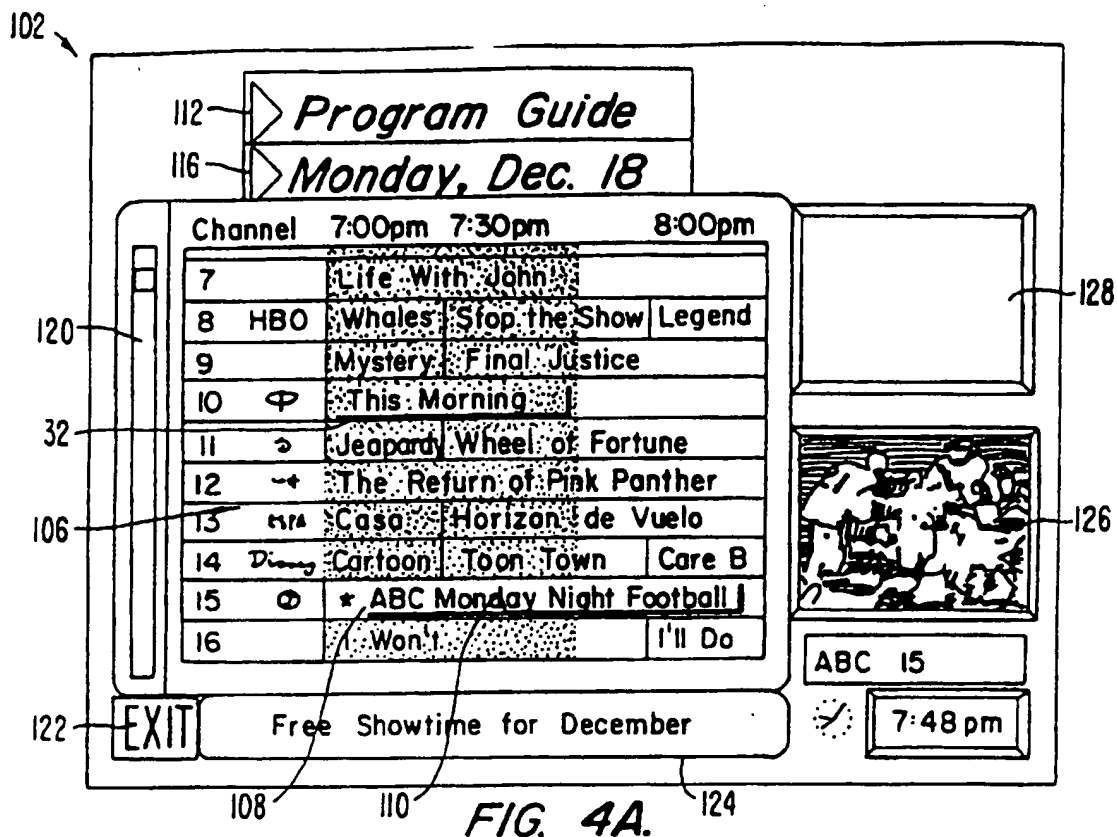 102
112 Program Guide
116 Monday, Dec. 18
Channel 7:00pm 7:30pm 8:00pm
7 Life With John
128
8 HBO Whales Stop the Show Legend
120
9 Mystery Final Justice
10 This Morning
32
11 Jeapardy Wheel of Fortune
12 The Return of Pink Panther
106
13 Casa Horizon de Vuelo
126
14 Disney Cartoon Toon Town Care B
15 * ABC Monday Night Football
16 I Won't I'll Do
ABC 15
122 EXIT Free Showtime for December 7:48 pm
108 110 124
FIG. 4A.